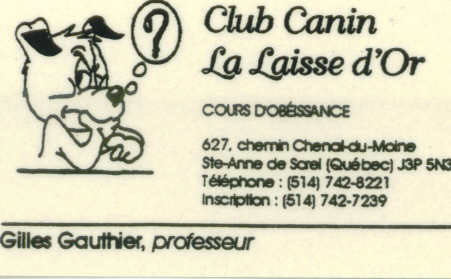 ?
Club Canin
La Laisse d'Or
COURS D'OBÉISSANCE
627, chemin Chenal-du-Moine
Ste-Anne de Sorel (Québec) J3P 5N3
Téléphone : (514) 742-8221
Inscription : (514) 742-7239
Gilles Gauthier, professeur